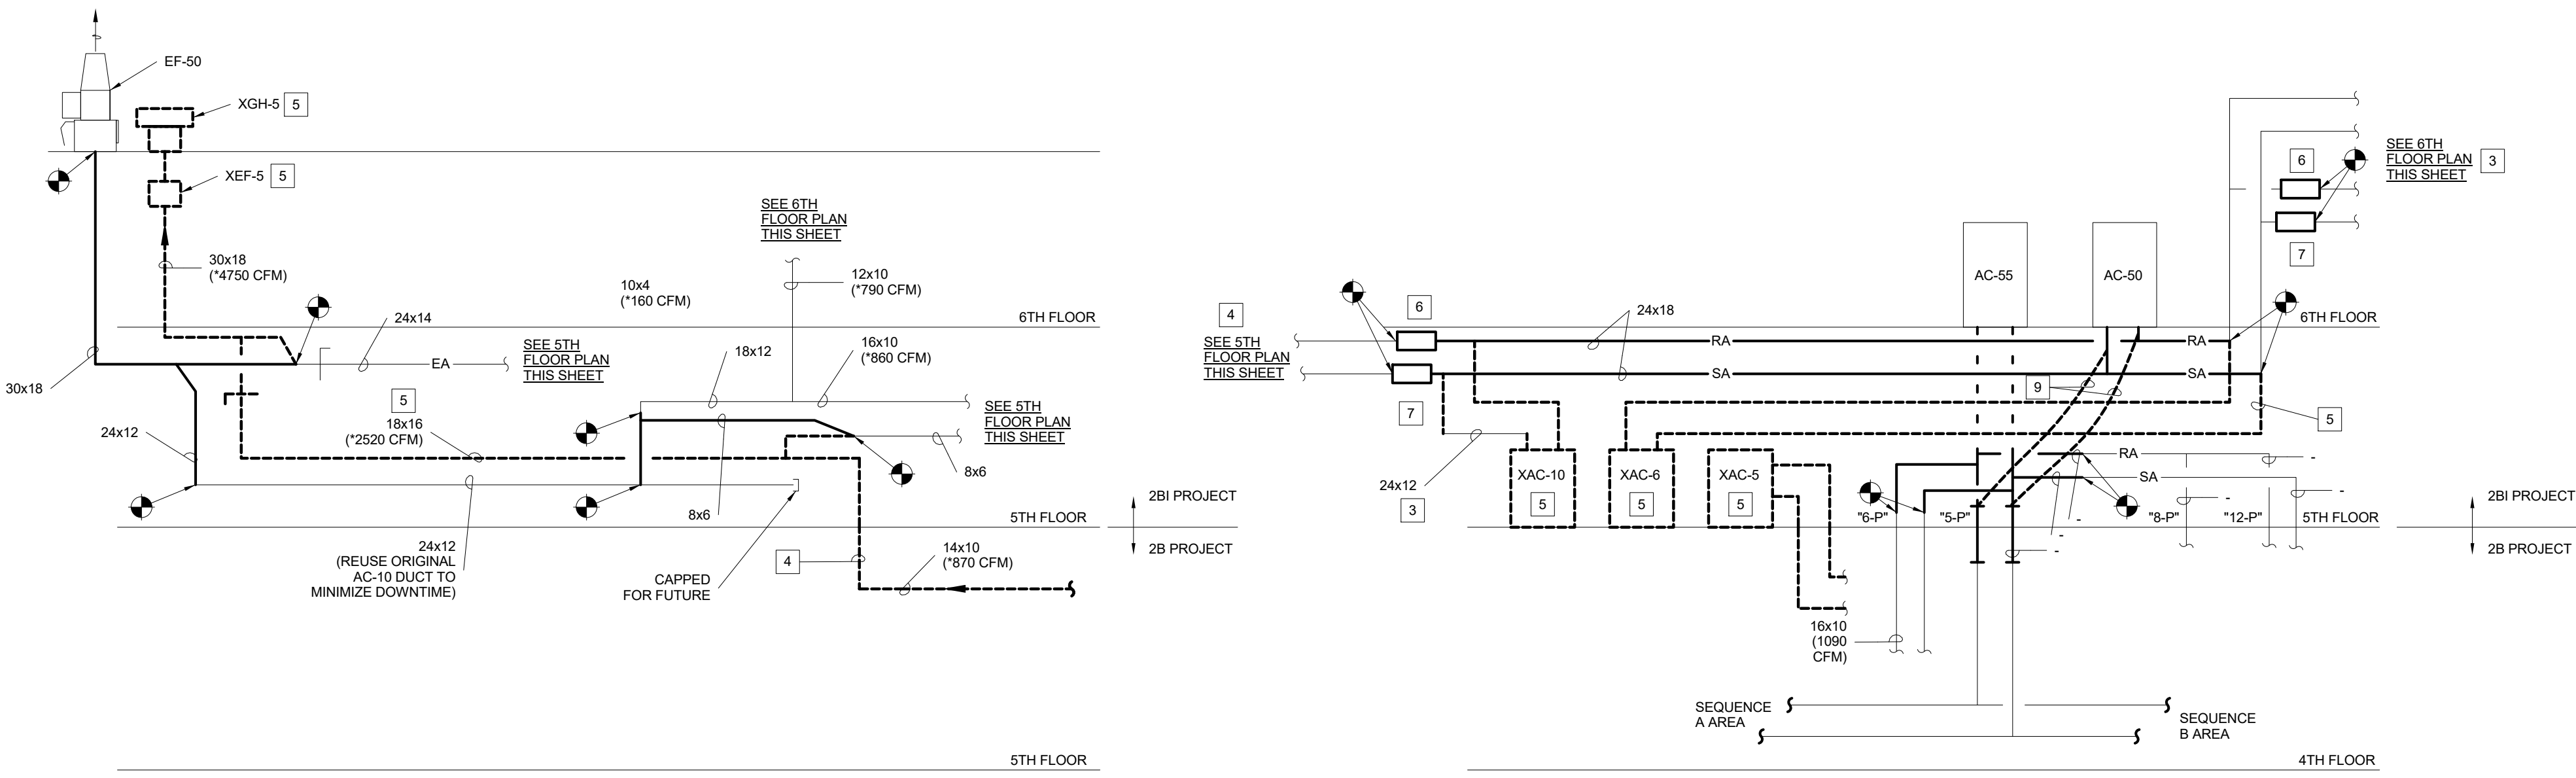 EF-50
XGH-5 5
XEF-5 5
30x18
(*4750 CFM)
SEE 6TH
FLOOR PLAN
THIS SHEET
10x4
(*160 CFM)
12x10
(*790 CFM)
6TH FLOOR
24x14
EA
SEE 5TH
FLOOR PLAN
THIS SHEET
18x12
16x10
(*860 CFM)
30x18
5
18x16
(*2520 CFM)
24x12
SEE 5TH
FLOOR PLAN
THIS SHEET
8x6
8x6
5TH FLOOR
2BI PROJECT
2B PROJECT
24x12
(REUSE ORIGINAL
AC-10 DUCT TO
MINIMIZE DOWNTIME)
CAPPED
FOR FUTURE
4
14x10
(*870 CFM)
5TH FLOOR
SEE 6TH
FLOOR PLAN
THIS SHEET
3
6
7
AC-55
AC-50
4
SEE 5TH
FLOOR PLAN
THIS SHEET
6
24x18
6TH FLOOR
RA
RA
SA
SA
7
9
5
24x12
3
XAC-10
5
XAC-6
5
XAC-5
5
RA
-
SA
-
-
"6-P"
"5-P"
"8-P"
"12-P"
5TH FLOOR
-
-
-
2BI PROJECT
2B PROJECT
16x10
(1090
CFM)
SEQUENCE
A AREA
SEQUENCE
B AREA
4TH FLOOR